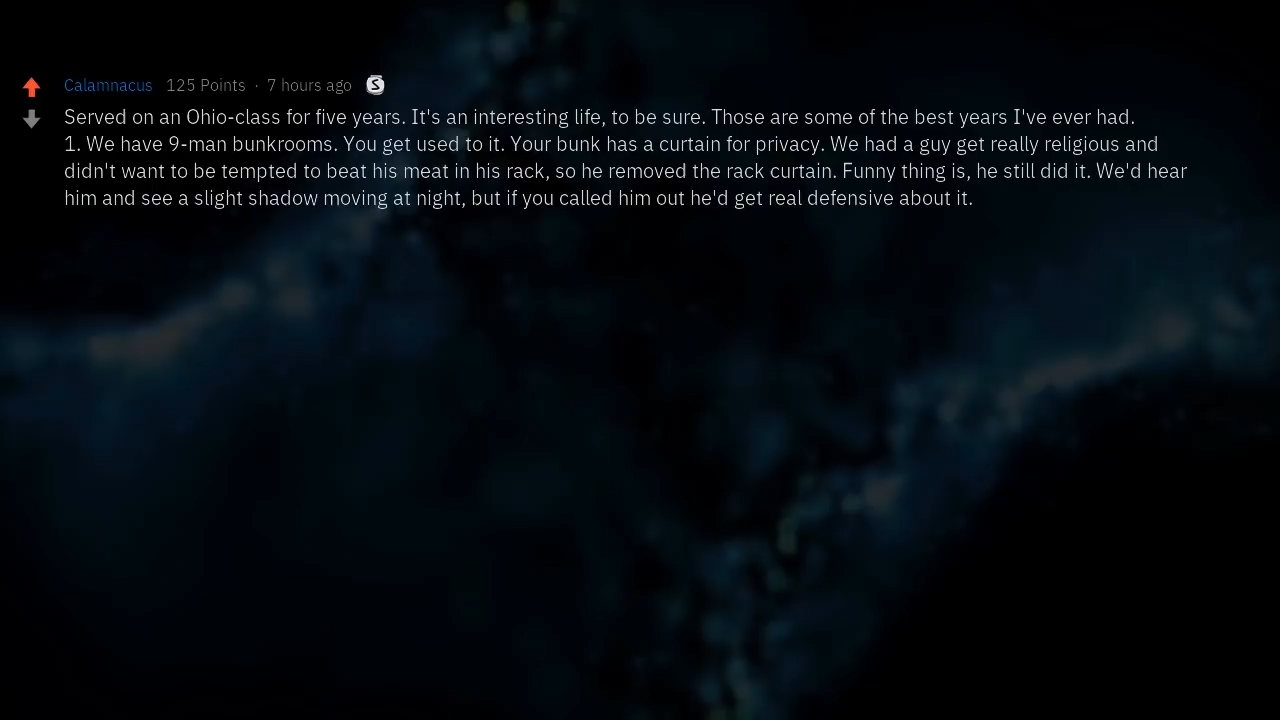 Calamnacus 125 Points · 7 hours ago S
Served on an Ohio-class for five years. It's an interesting life, to be sure. Those are some of the best years I've ever had.
1. We have 9-man bunkrooms. You get used to it. Your bunk has a curtain for privacy. We had a guy get really religious and
didn't want to be tempted to beat his meat in his rack, so he removed the rack curtain. Funny thing is, he still did it. We'd hear
him and see a slight shadow moving at night, but if you called him out he'd get real defensive about it.